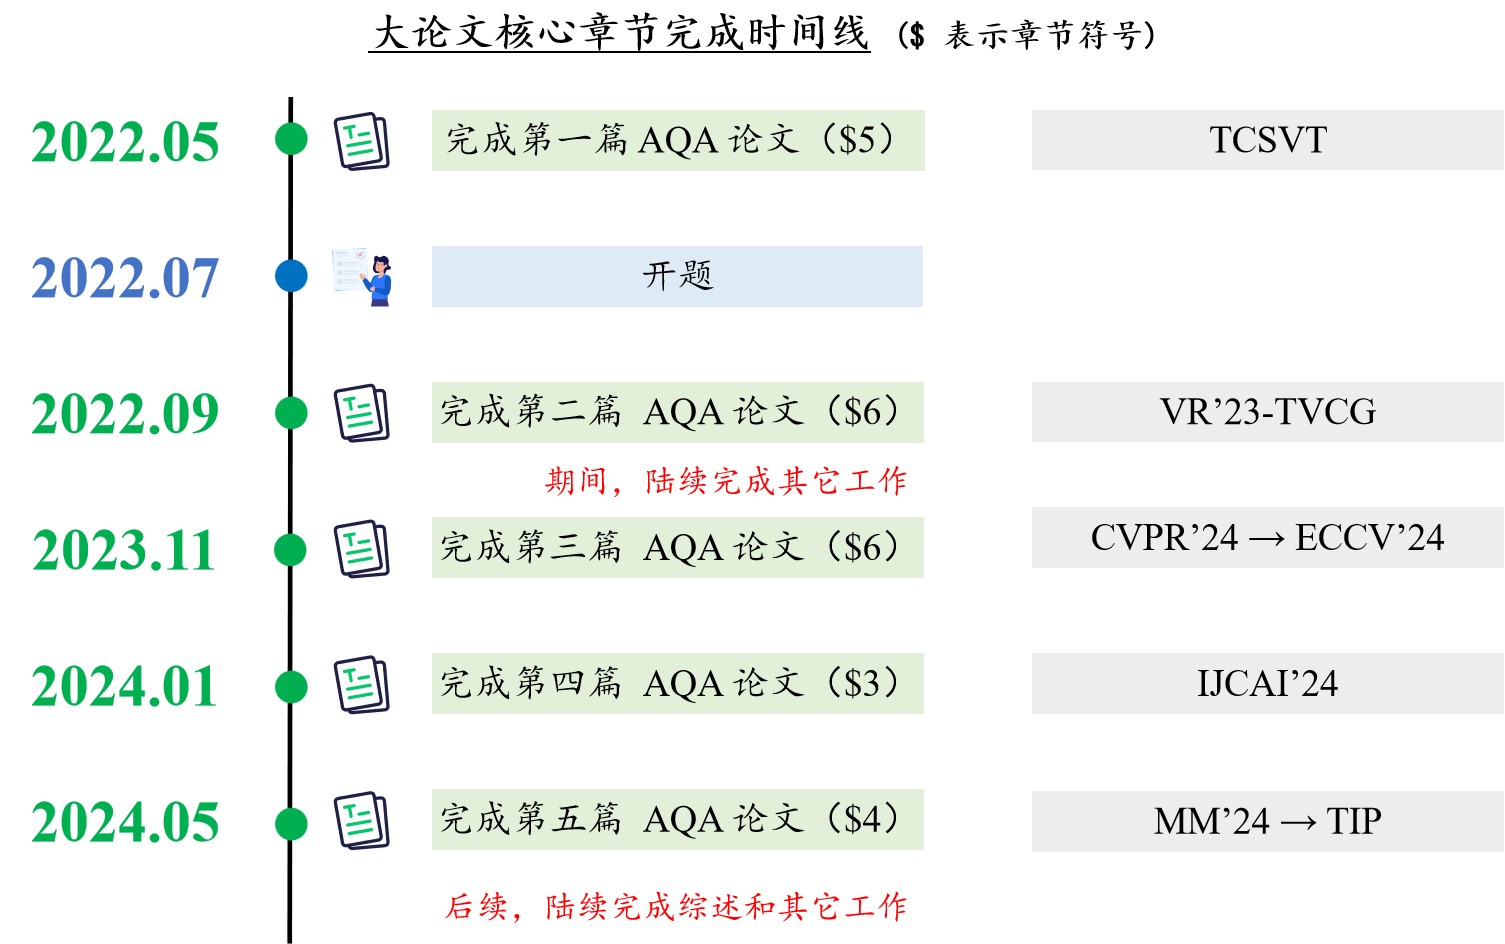 大论文核心章节完成时间线 ($ 表示章节符号)
2022.05 完成第一篇 AQA 论文（$5） TCSVT
2022.07 开题
2022.09 完成第二篇 AQA 论文（$6） VR’23-TVCG
期间，陆续完成其它工作
2023.11 完成第三篇 AQA 论文（$6） CVPR’24 → ECCV’24
2024.01 完成第四篇 AQA 论文（$3） IJCAI’24
2024.05 完成第五篇 AQA 论文（$4） MM’24 → TIP
后续，陆续完成综述和其它工作